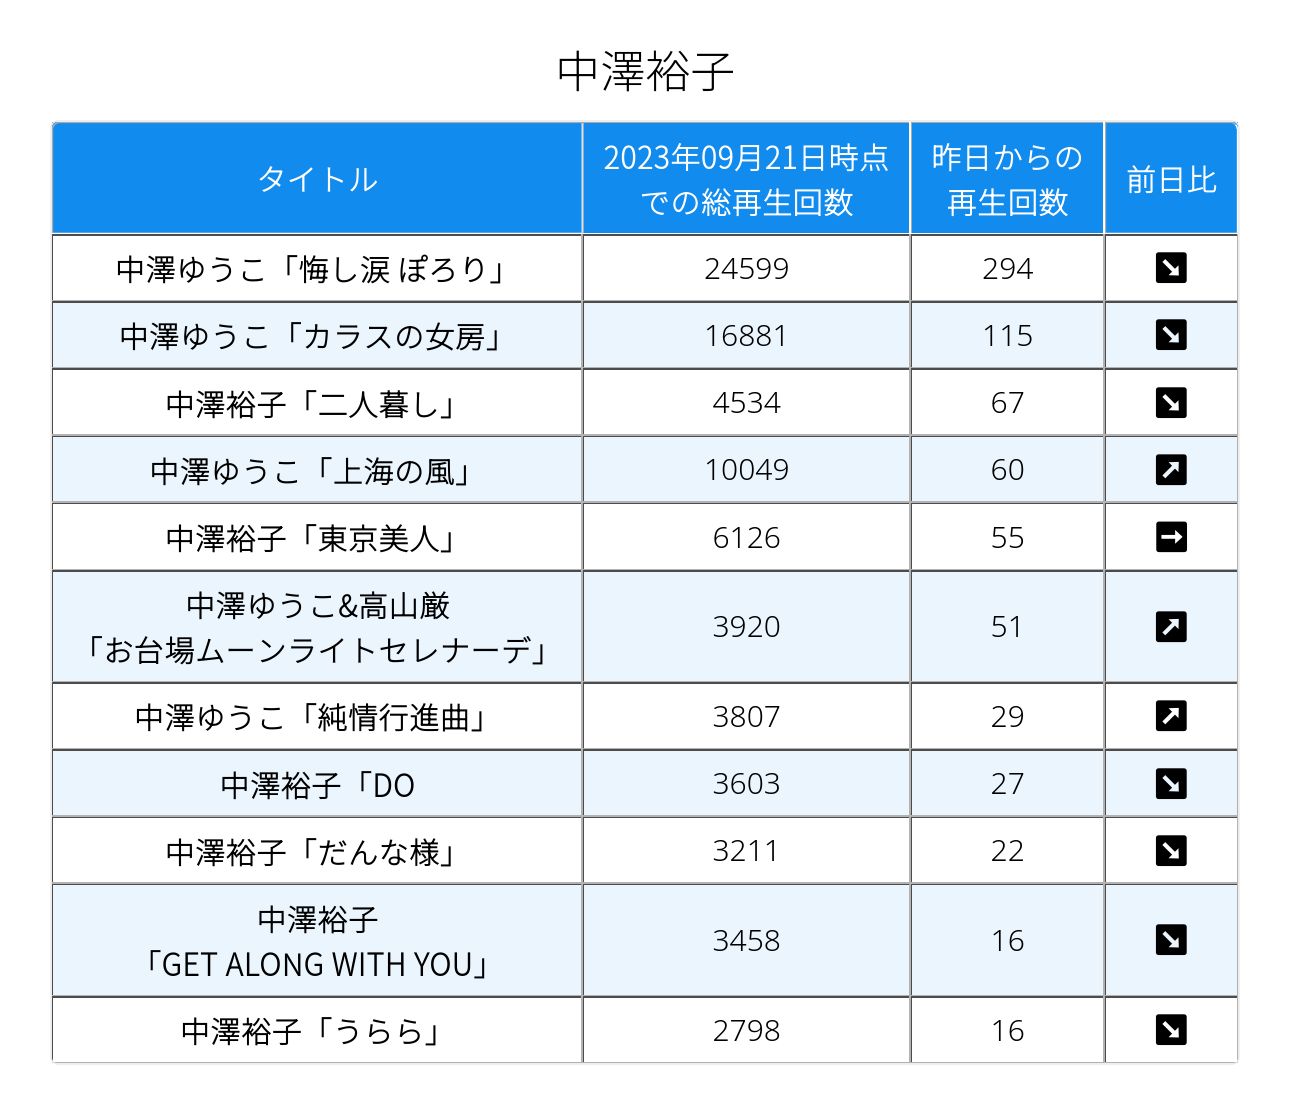 中澤裕子
タイトル
2023年09月21日時点
での総再生回数
昨日からの
再生回数
前日比
中澤ゆうこ「悔し涙 ぽろり」
24599
294
中澤ゆうこ「カラスの女房」
16881
115
中澤裕子「二人暮し」
4534
67
中澤ゆうこ「上海の風」
10049
60
中澤裕子「東京美人」
6126
55
中澤ゆうこ&高山厳
「お台場ムーンライトセレナーデ」
3920
51
中澤ゆうこ「純情行進曲」
3807
29
中澤裕子「DO
3603
27
中澤裕子「だんな様」
3211
22
中澤裕子
「GET ALONG WITH YOU」
3458
16
中澤裕子「うらら」
2798
16